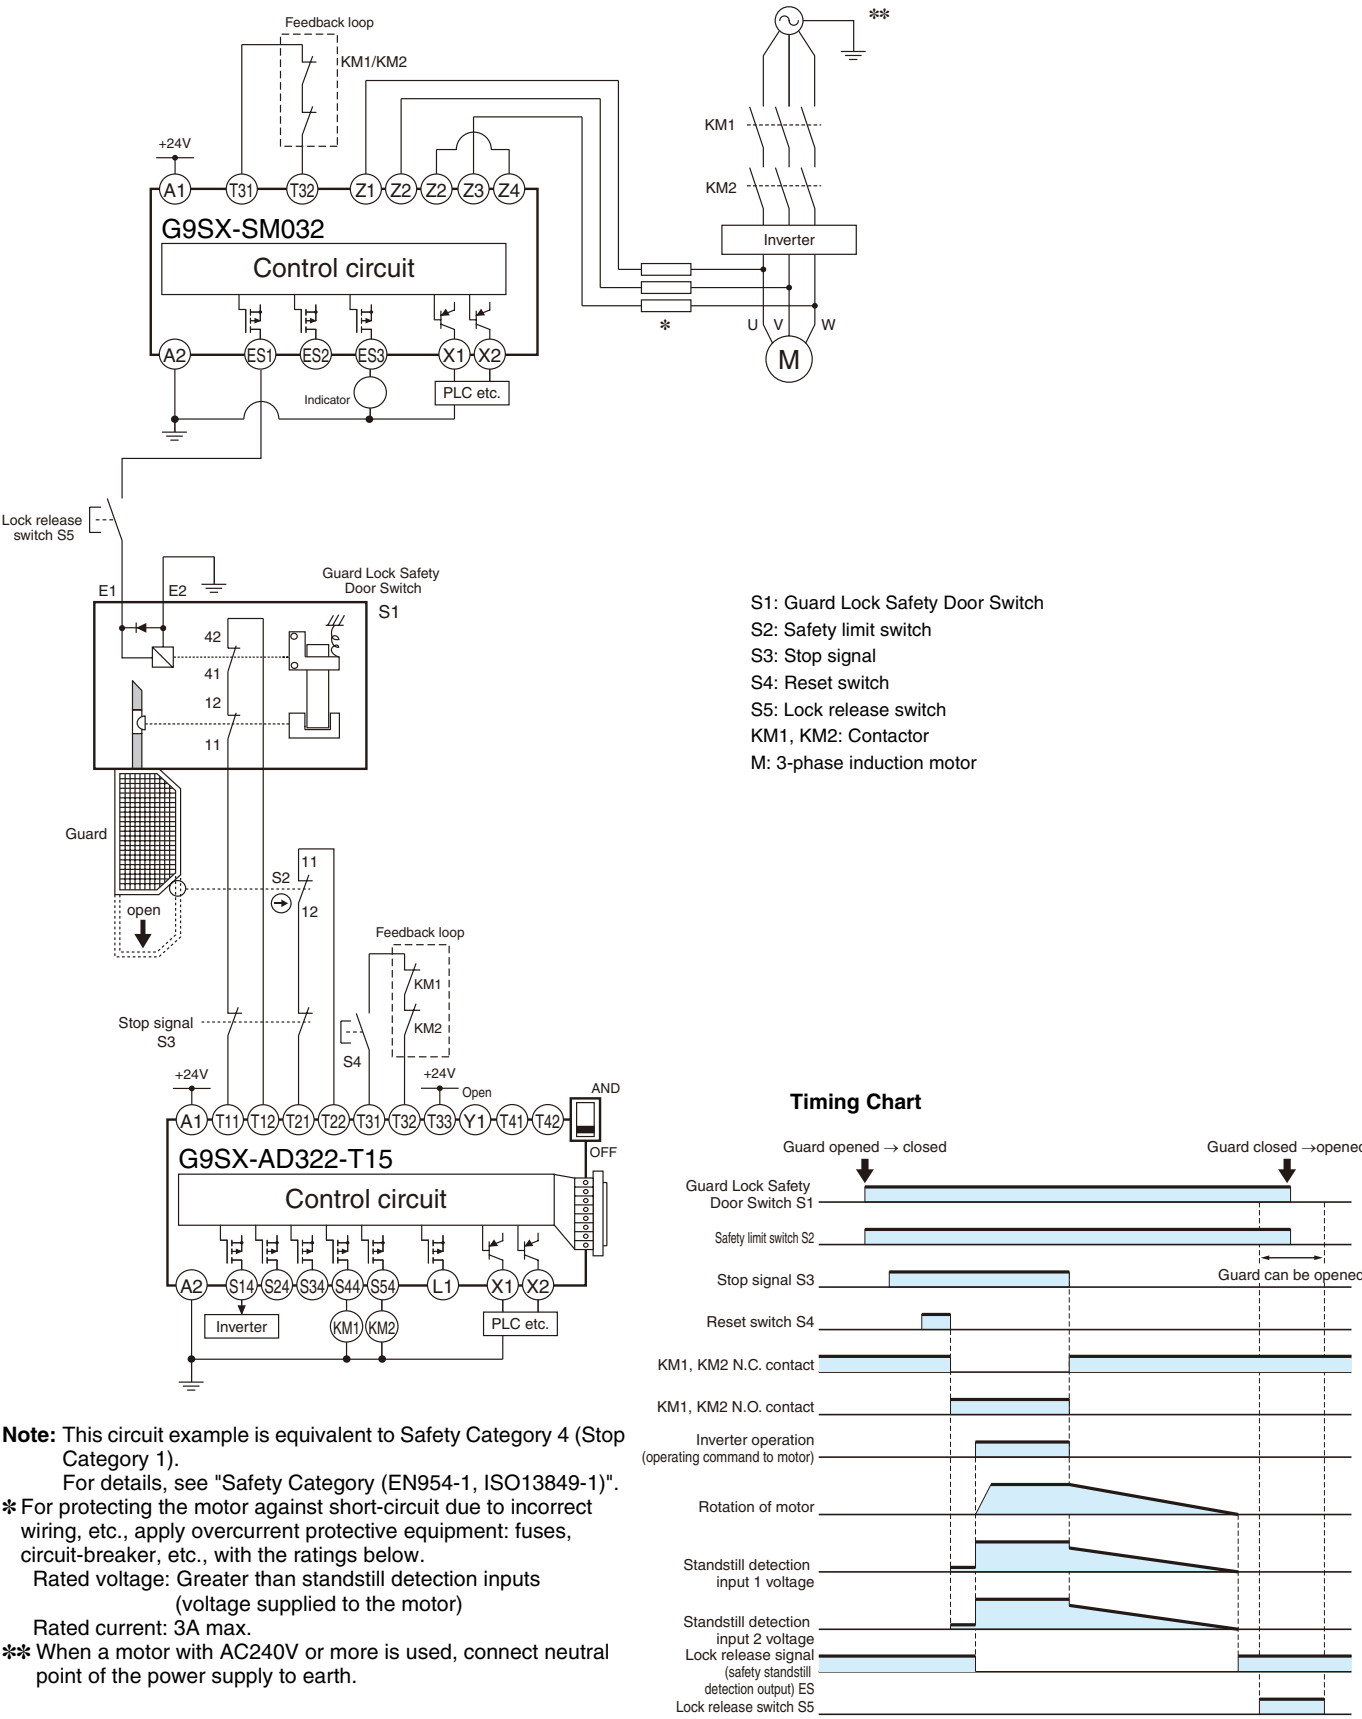 Feedback loop
KM1/KM2
✻✻
+24V
KM1
KM2
A1 T31 T32 Z1 Z2 Z2 Z3 Z4
G9SX-SM032
Control circuit
Inverter
✻
U V W
M
A2 ES1 ES2 ES3 X1 X2
Indicator
PLC etc.
Lock release
switch S5
E1 E2
Guard Lock Safety
Door Switch
S1
42
41
12
11
Guard
open
S2
11
12
Feedback loop
KM1
KM2
Stop signal
S3
S4
+24V
+24V
Open
AND
OFF
A1 T11 T12 T21 T22 T31 T32 T33 Y1 T41 T42
G9SX-AD322-T15
Control circuit
A2 S14 S24 S34 S44 S54 L1 X1 X2
Inverter
KM1 KM2
PLC etc.
S1: Guard Lock Safety Door Switch
S2: Safety limit switch
S3: Stop signal
S4: Reset switch
S5: Lock release switch
KM1, KM2: Contactor
M: 3-phase induction motor
Note: This circuit example is equivalent to Safety Category 4 (Stop
Category 1).
For details, see "Safety Category (EN954-1, ISO13849-1)".
✻ For protecting the motor against short-circuit due to incorrect
wiring, etc., apply overcurrent protective equipment: fuses,
circuit-breaker, etc., with the ratings below.
Rated voltage: Greater than standstill detection inputs
(voltage supplied to the motor)
Rated current: 3A max.
✻✻ When a motor with AC240V or more is used, connect neutral
point of the power supply to earth.
Timing Chart
Guard opened → closed
Guard closed →opened
Guard Lock Safety
Door Switch S1
Safety limit switch S2
Guard can be opened
Stop signal S3
Reset switch S4
KM1, KM2 N.C. contact
KM1, KM2 N.O. contact
Inverter operation
(operating command to motor)
Rotation of motor
Standstill detection
input 1 voltage
Standstill detection
input 2 voltage
Lock release signal
(safety standstill
detection output) ES
Lock release switch S5